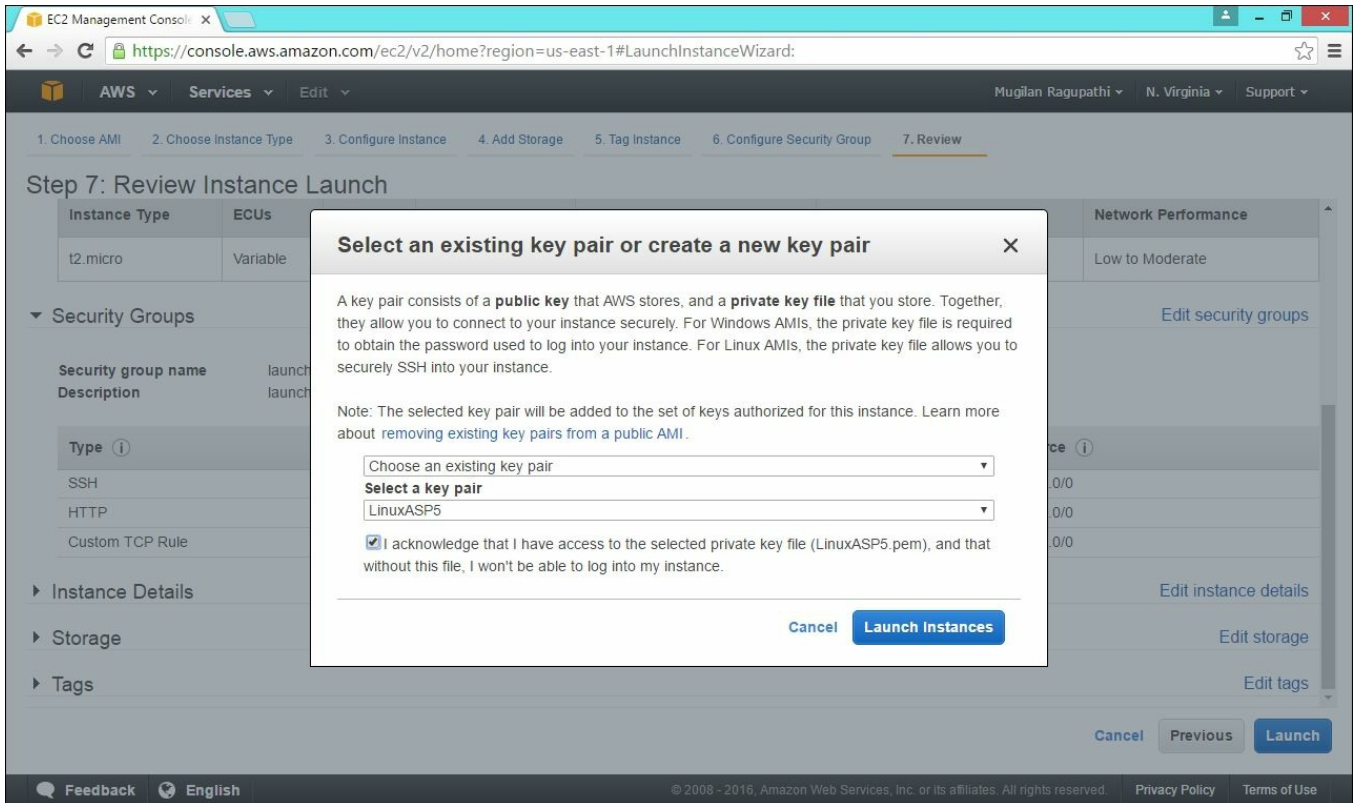 EC2 Management Console
https://console.aws.amazon.com/ec2/v2/home?region=us-east-1#LaunchInstanceWizard:
AWS Services Edit Mugilan Ragupathi N. Virginia Support
1. Choose AMI 2. Choose Instance Type 3. Configure Instance 4. Add Storage 5. Tag Instance 6. Configure Security Group 7. Review
Step 7: Review Instance Launch
Instance Type ECUs Network Performance
t2.micro Variable Low to Moderate
Select an existing key pair or create a new key pair
A key pair consists of a public key that AWS stores, and a private key file that you store. Together,
they allow you to connect to your instance securely. For Windows AMIs, the private key file is required
to obtain the password used to log into your instance. For Linux AMIs, the private key file allows you to
securely SSH into your instance.
Note: The selected key pair will be added to the set of keys authorized for this instance. Learn more
about removing existing key pairs from a public AMI.
Choose an existing key pair
Select a key pair
LinuxASP5
I acknowledge that I have access to the selected private key file (LinuxASP5.pem), and that
without this file, I won't be able to log into my instance.
Cancel Launch Instances
Security Groups Edit security groups
Security group name launch
Description launch
Type i ce i
SSH .0/0
HTTP .0/0
Custom TCP Rule .0/0
Instance Details Edit instance details
Storage Edit storage
Tags Edit tags
Cancel Previous Launch
Feedback English © 2008 - 2016, Amazon Web Services, Inc. or its affiliates. All rights reserved. Privacy Policy Terms of Use